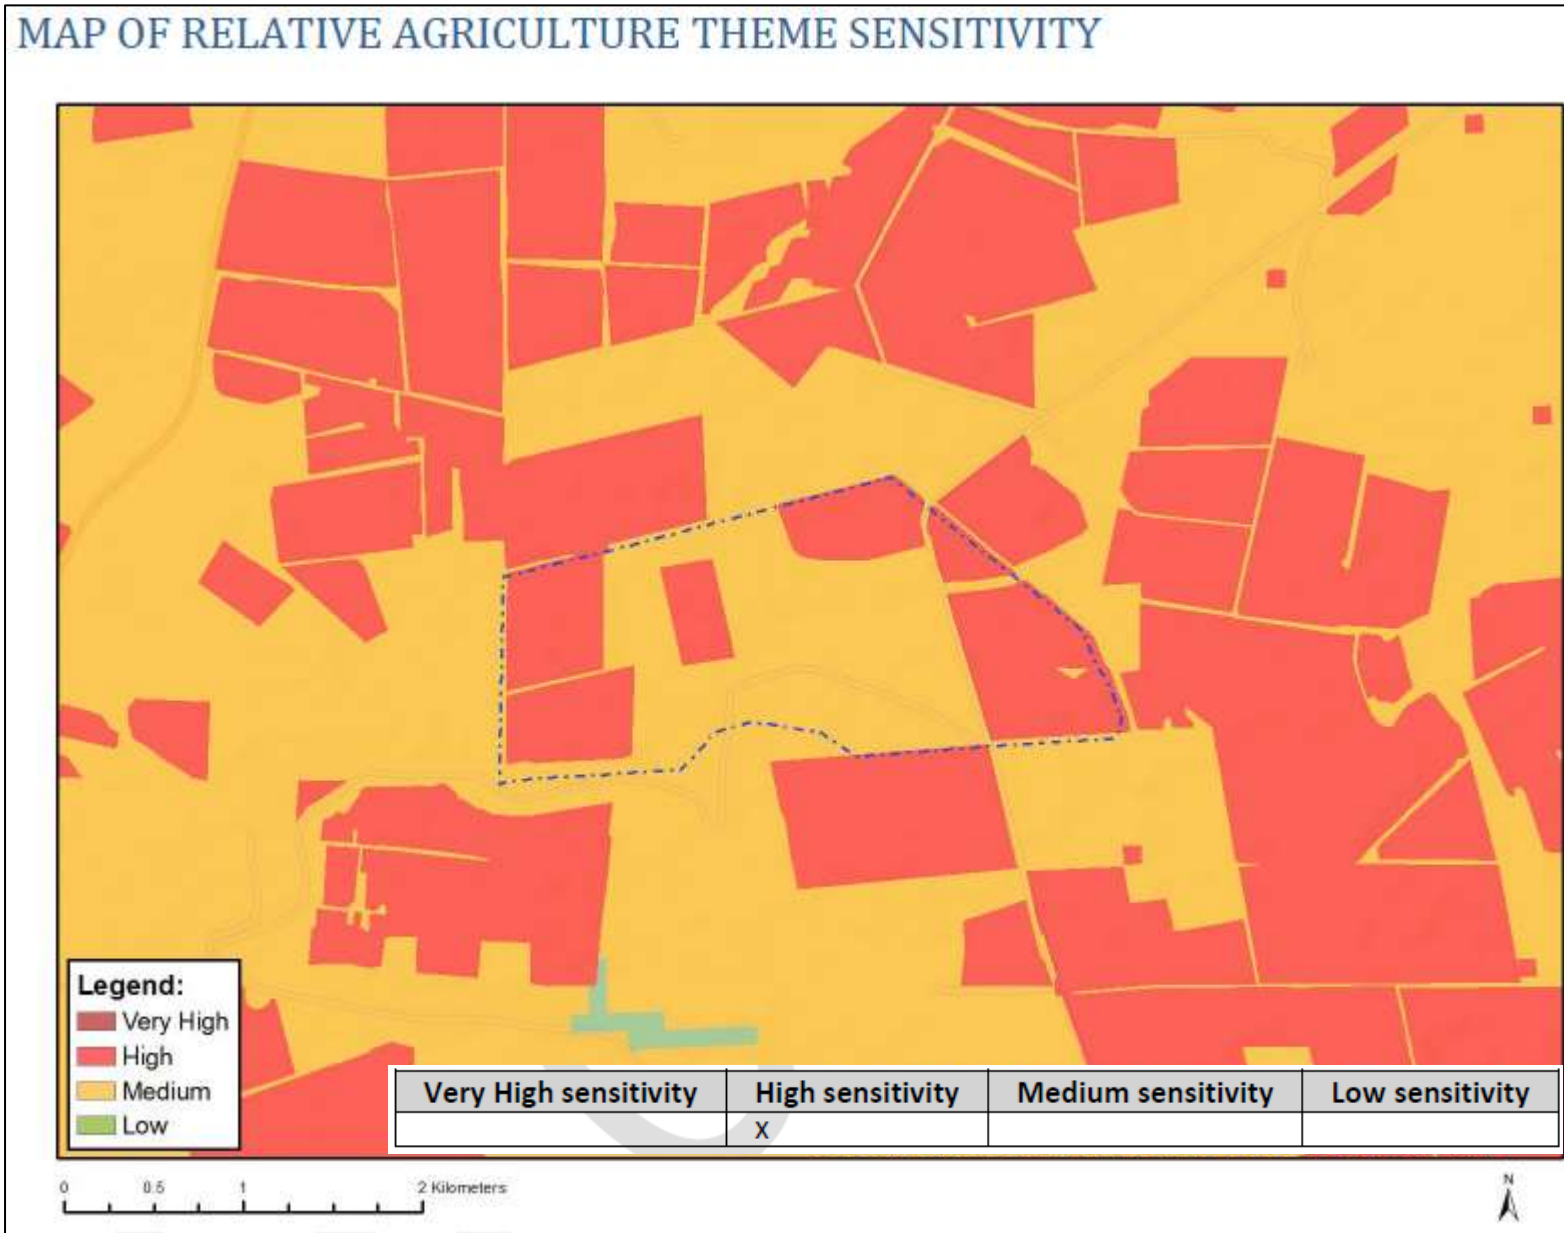 MAP OF RELATIVE AGRICULTURE THEME SENSITIVITY
Legend:
Very High
High
Medium
Low
Very High sensitivity High sensitivity Medium sensitivity Low sensitivity
X
0 0.5 1 2 Kilometers
N